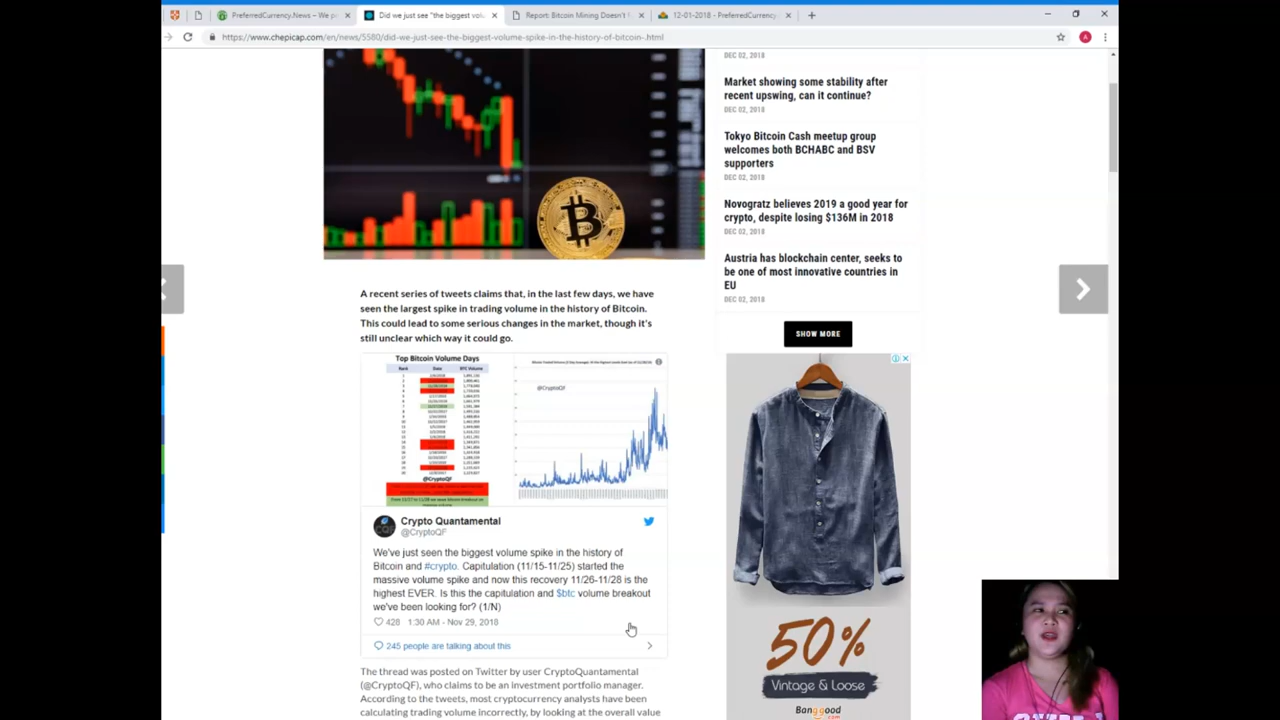 PreferredCurrency.News – We p
Did we just see "the biggest volu
Report: Bitcoin Mining Doesn't F
12-01-2018 - PreferredCurrency
https://www.chepicap.com/en/news/5580/did-we-just-see-the-biggest-volume-spike-in-the-history-of-bitcoin-.html
A
DEC 02, 2018
Market showing some stability after
recent upswing, can it continue?
DEC 02, 2018
Tokyo Bitcoin Cash meetup group
welcomes both BCHABC and BSV
supporters
DEC 02, 2018
Novogratz believes 2019 a good year for
crypto, despite losing $136M in 2018
DEC 02, 2018
Austria has blockchain center, seeks to
be one of most innovative countries in
EU
DEC 02, 2018
SHOW MORE
A recent series of tweets claims that, in the last few days, we have
seen the largest spike in trading volume in the history of Bitcoin.
This could lead to some serious changes in the market, though it's
still unclear which way it could go.
Top Bitcoin Volume Days
Rank Date BTC Volume
@CryptoQF
@CryptoQF
Crypto Quantamental
@CryptoQF
We've just seen the biggest volume spike in the history of
Bitcoin and #crypto. Capitulation (11/15-11/25) started the
massive volume spike and now this recovery 11/26-11/28 is the
highest EVER. Is this the capitulation and $btc volume breakout
we've been looking for? (1/N)
428 1:30 AM - Nov 29, 2018
245 people are talking about this
The thread was posted on Twitter by user CryptoQuantamental
(@CryptoQF), who claims to be an investment portfolio manager.
According to the tweets, most cryptocurrency analysts have been
calculating trading volume incorrectly, by looking at the overall value
50%
Vintage & Loose
Banggood
.com